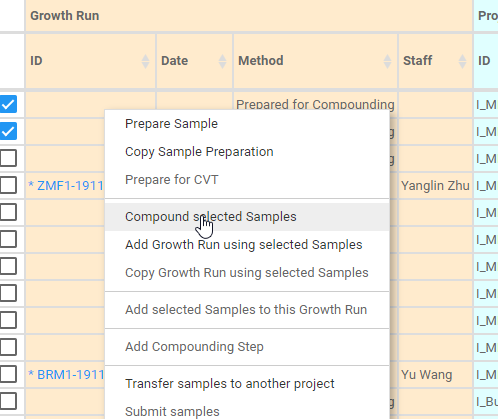 Growth Run
Pro
ID
Date
Method
Staff
ID
Prepared for Compounding
I_M
Prepare Sample
I_M
Copy Sample Preparation
I_M
Prepare for CVT
* ZMF1-1911
Yanglin Zhu
I_M
Compound selected Samples
I_M
Add Growth Run using selected Samples
I_M
Copy Growth Run using selected Samples
I_M
Add selected Samples to this Growth Run
I_M
I_M
Add Compounding Step
I_M
* BRM1-1911
Yu Wang
I_M
Transfer samples to another project
I_Bu
Submit samples